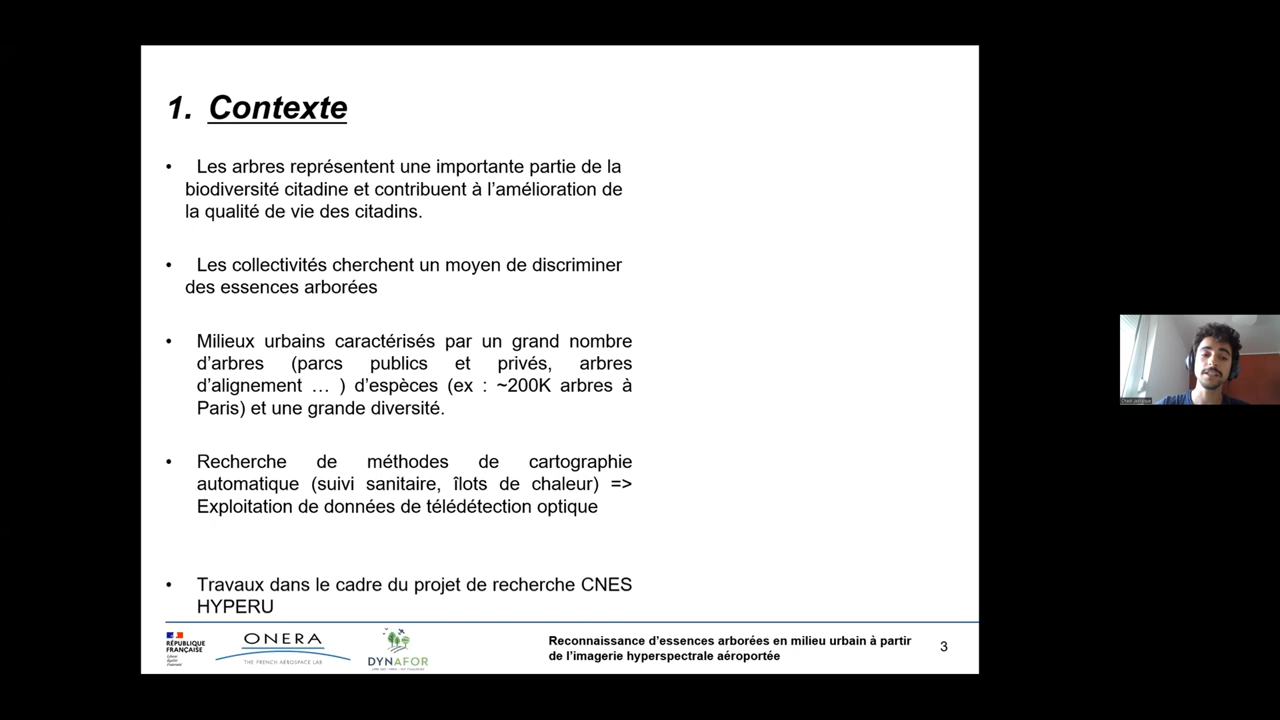 1. Contexte
• Les arbres représentent une importante partie de la
biodiversité citadine et contribuent à l'amélioration de
la qualité de vie des citadins.
• Les collectivités cherchent un moyen de discriminer
des essences arborées
• Milieux urbains caractérisés par un grand nombre
d'arbres (parcs publics et privés, arbres
d'alignement … ) d'espèces (ex : ~200K arbres à
Paris) et une grande diversité.
• Recherche de méthodes de cartographie
automatique (suivi sanitaire, îlots de chaleur) =>
Exploitation de données de télédétection optique
• Travaux dans le cadre du projet de recherche CNES
HYPERU
RÉPUBLIQUE
FRANÇAISE
Liberté
Égalité
Fraternité
ONERA
THE FRENCH AEROSPACE LAB
DYNAFOR
Reconnaissance d'essences arborées en milieu urbain à partir
de l'imagerie hyperspectrale aéroportée
3